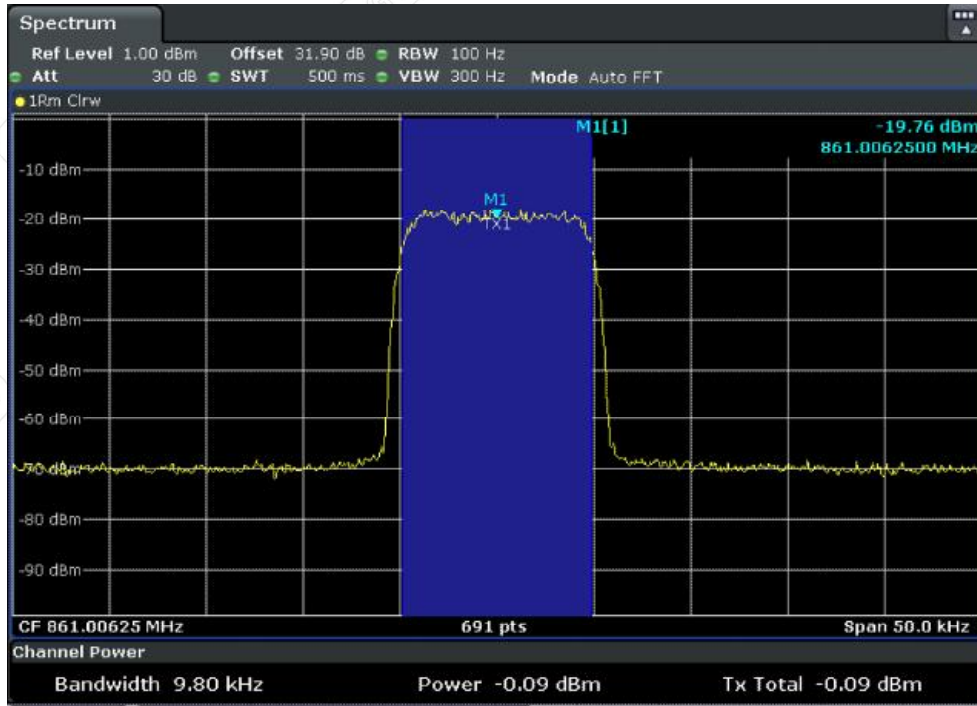 Spectrum
Ref Level 1.00 dBm Offset 31.90 dB RBW 100 Hz
Att 30 dB SWT 500 ms VBW 300 Hz Mode Auto FFT
1Rm Clrw
M1[1] -19.76 dBm
861.0062500 MHz
-10 dBm
M1
-20 dBm
TX1
-30 dBm
-40 dBm
-50 dBm
-60 dBm
-70 dBm
-80 dBm
-90 dBm
CF 861.00625 MHz 691 pts Span 50.0 kHz
Channel Power
Bandwidth 9.80 kHz Power -0.09 dBm Tx Total -0.09 dBm